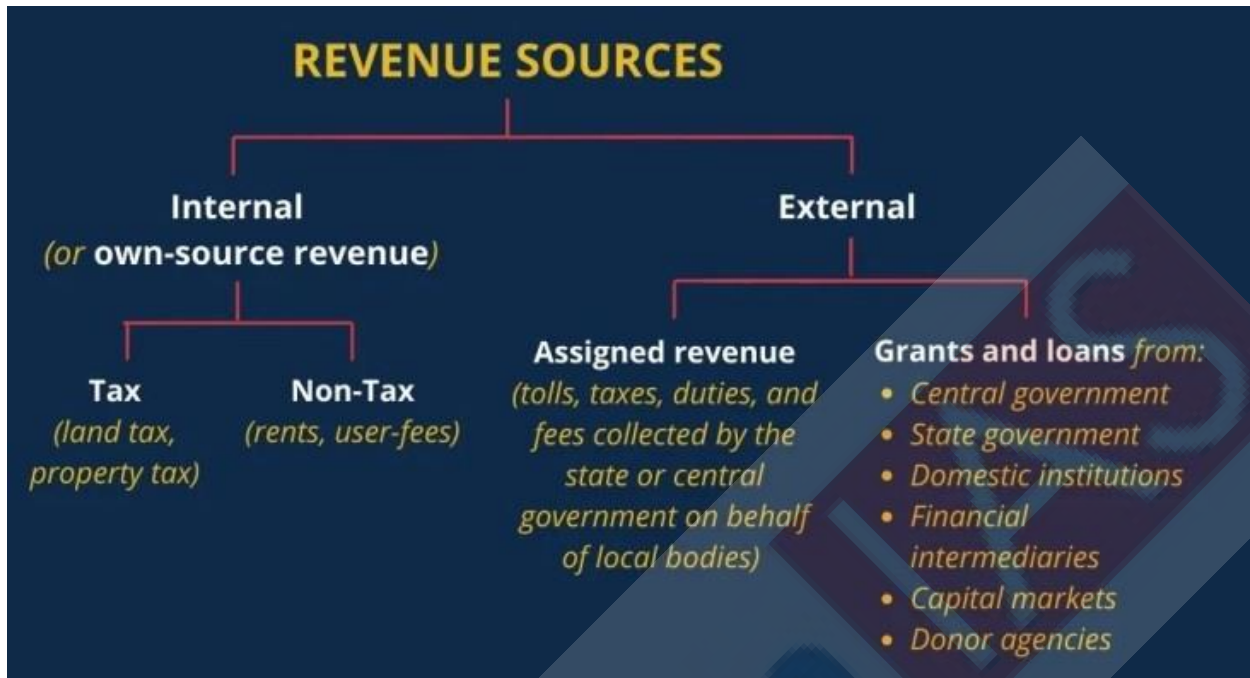 REVENUE SOURCES
Internal
(or own-source revenue)
External
Tax
(land tax,
property tax)
Non-Tax
(rents, user-fees)
Assigned revenue
(tolls, taxes, duties, and
fees collected by the
state or central
government on behalf
of local bodies)
Grants and loans from:
• Central government
• State government
• Domestic institutions
• Financial
intermediaries
• Capital markets
• Donor agencies
IAS